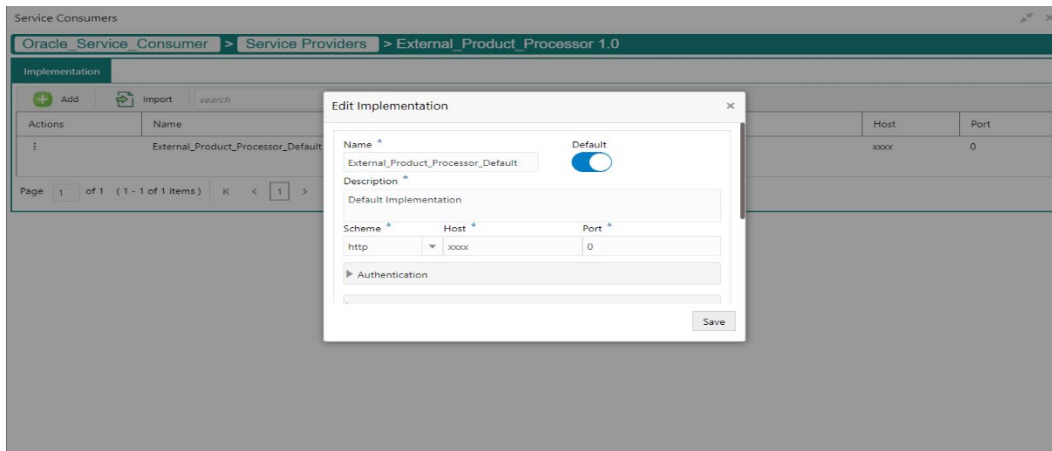 Service Consumers
Oracle_Service_Consumer > Service Providers > External_Product_Processor 1.0
Implementation
Add Import search
Actions Name Host Port
External_Product_Processor_Default xxxx 0
Page 1 of 1 (1 - 1 of 1 items) K < 1 >
Edit Implementation ×
Name * Default
External_Product_Processor_Default
Description *
Default Implementation
Scheme * Host * Port *
http xxxx 0
Authentication
Save